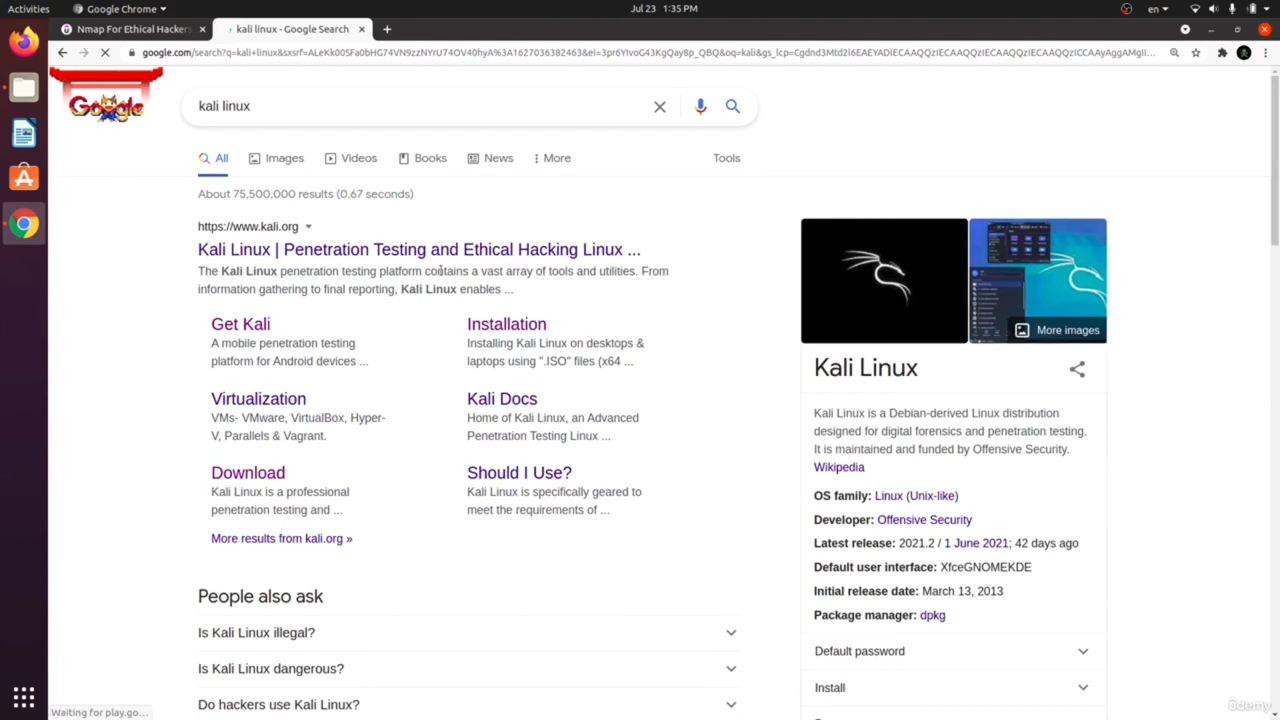 Activities
Google Chrome
Jul 23 1:35 PM
en
Nmap For Ethical Hackers
kali linux - Google Search
google.com/search?q=kali+linux&sxsrf=ALeKk00SFa0bHG74VN9zzNYrU74OV40hyA%3A1627036382463&ei=3pr6YIvoG43KgQay8p_QBQ&oq=kali&gs_lcp=Cgdnd3Mtd2l6EAEYADIECAAQQzIECAAQQzIECAAQQzIECAAQQzICCAAyAggAMgII...
Google
kali linux
All
Images
Videos
Books
News
More
Tools
About 75,500,000 results (0.67 seconds)
https://www.kali.org
Kali Linux | Penetration Testing and Ethical Hacking Linux ...
The Kali Linux penetration testing platform contains a vast array of tools and utilities. From
information gathering to final reporting, Kali Linux enables ...
Get Kali
A mobile penetration testing
platform for Android devices ...
Installation
Installing Kali Linux on desktops &
laptops using ".ISO" files (x64 ...
Virtualization
VMs- VMware, VirtualBox, Hyper-
V, Parallels & Vagrant.
Kali Docs
Home of Kali Linux, an Advanced
Penetration Testing Linux ...
Download
Kali Linux is a professional
penetration testing and ...
Should I Use?
Kali Linux is specifically geared to
meet the requirements of ...
More results from kali.org »
People also ask
Is Kali Linux illegal?
Is Kali Linux dangerous?
Do hackers use Kali Linux?
More images
Kali Linux
Kali Linux is a Debian-derived Linux distribution
designed for digital forensics and penetration testing.
It is maintained and funded by Offensive Security.
Wikipedia
OS family: Linux (Unix-like)
Developer: Offensive Security
Latest release: 2021.2 / 1 June 2021; 42 days ago
Default user interface: XfceGNOMEKDE
Initial release date: March 13, 2013
Package manager: dpkg
Default password
Install
Waiting for play.go...
ûdemy